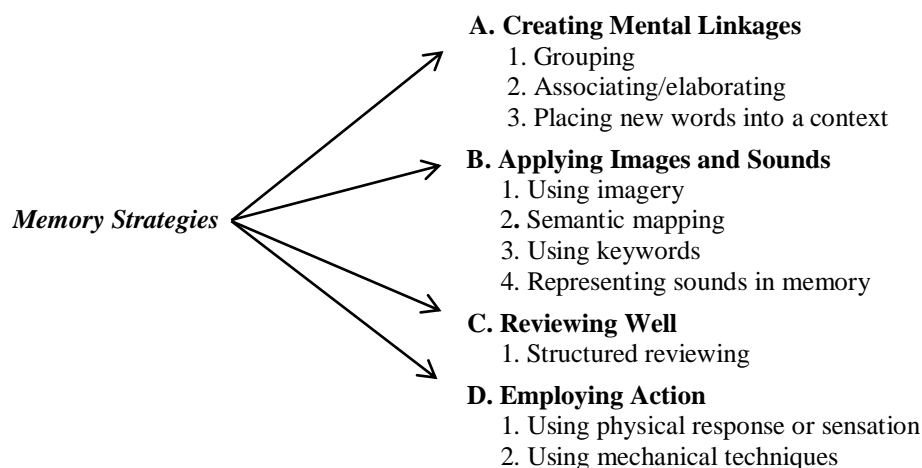 A. Creating Mental Linkages
1. Grouping
2. Associating/elaborating
3. Placing new words into a context
B. Applying Images and Sounds
1. Using imagery
2. Semantic mapping
3. Using keywords
4. Representing sounds in memory
Memory Strategies
C. Reviewing Well
1. Structured reviewing
D. Employing Action
1. Using physical response or sensation
2. Using mechanical techniques